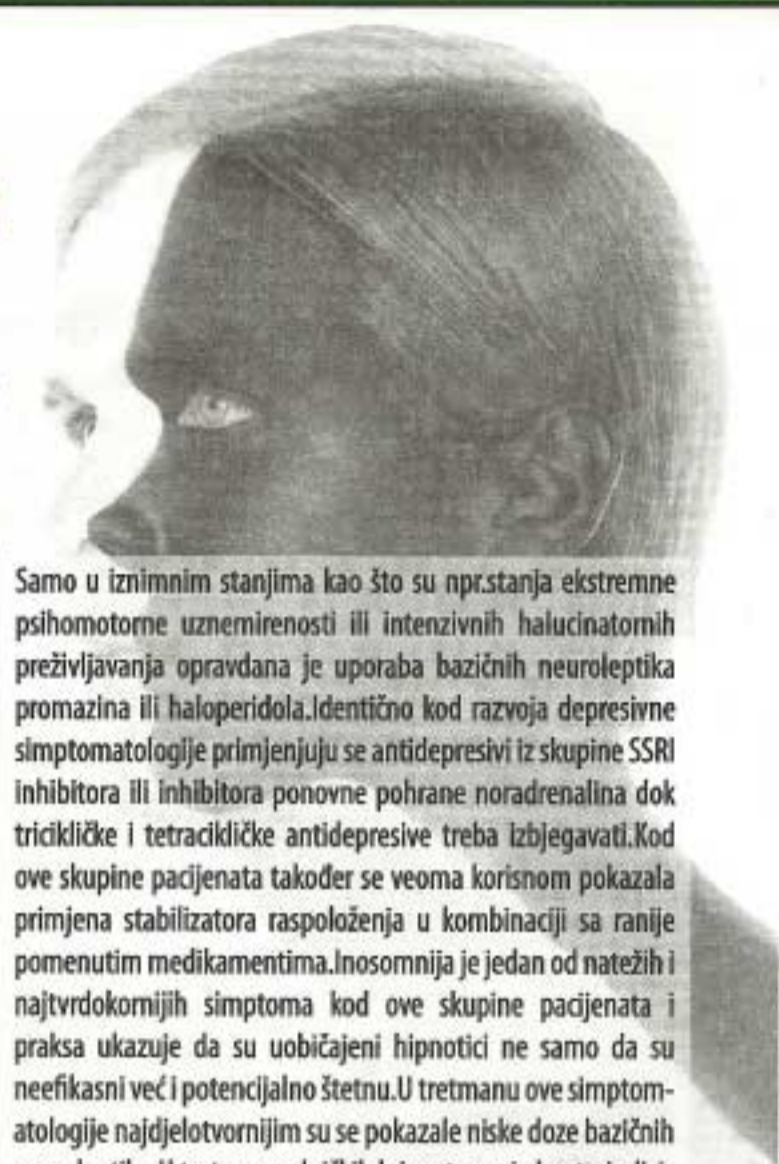 Samo u iznimnim stanjima kao što su npr.stanja ekstremne
psihomotorne uznemirenosti ili intenzivnih halucinatornih
preživljavanja opravdana je uporaba bazičnih neuroleptika
promazina ili haloperidola.Identično kod razvoja depresivne
simptomatologije primjenjuju se antidepresivi iz skupine SSRI
inhibitora ili inhibitora ponovne pohrane noradrenalina dok
tricikličke i tetracikličke antidepresive treba izbjegavati.Kod
ove skupine pacijenata također se veoma korisnom pokazala
primjena stabilizatora raspoloženja u kombinaciji sa ranije
pomenutim medikamentima.Inosomnija je jedan od natežih i
najtvrdokornijih simptoma kod ove skupine pacijenata i
praksa ukazuje da su uobičajeni hipnotici ne samo da su
neefikasni već i potencijalno štetnu.U tretmanu ove simptom-
atologije najdjelotvornijim su se pokazale niske doze bazičnih